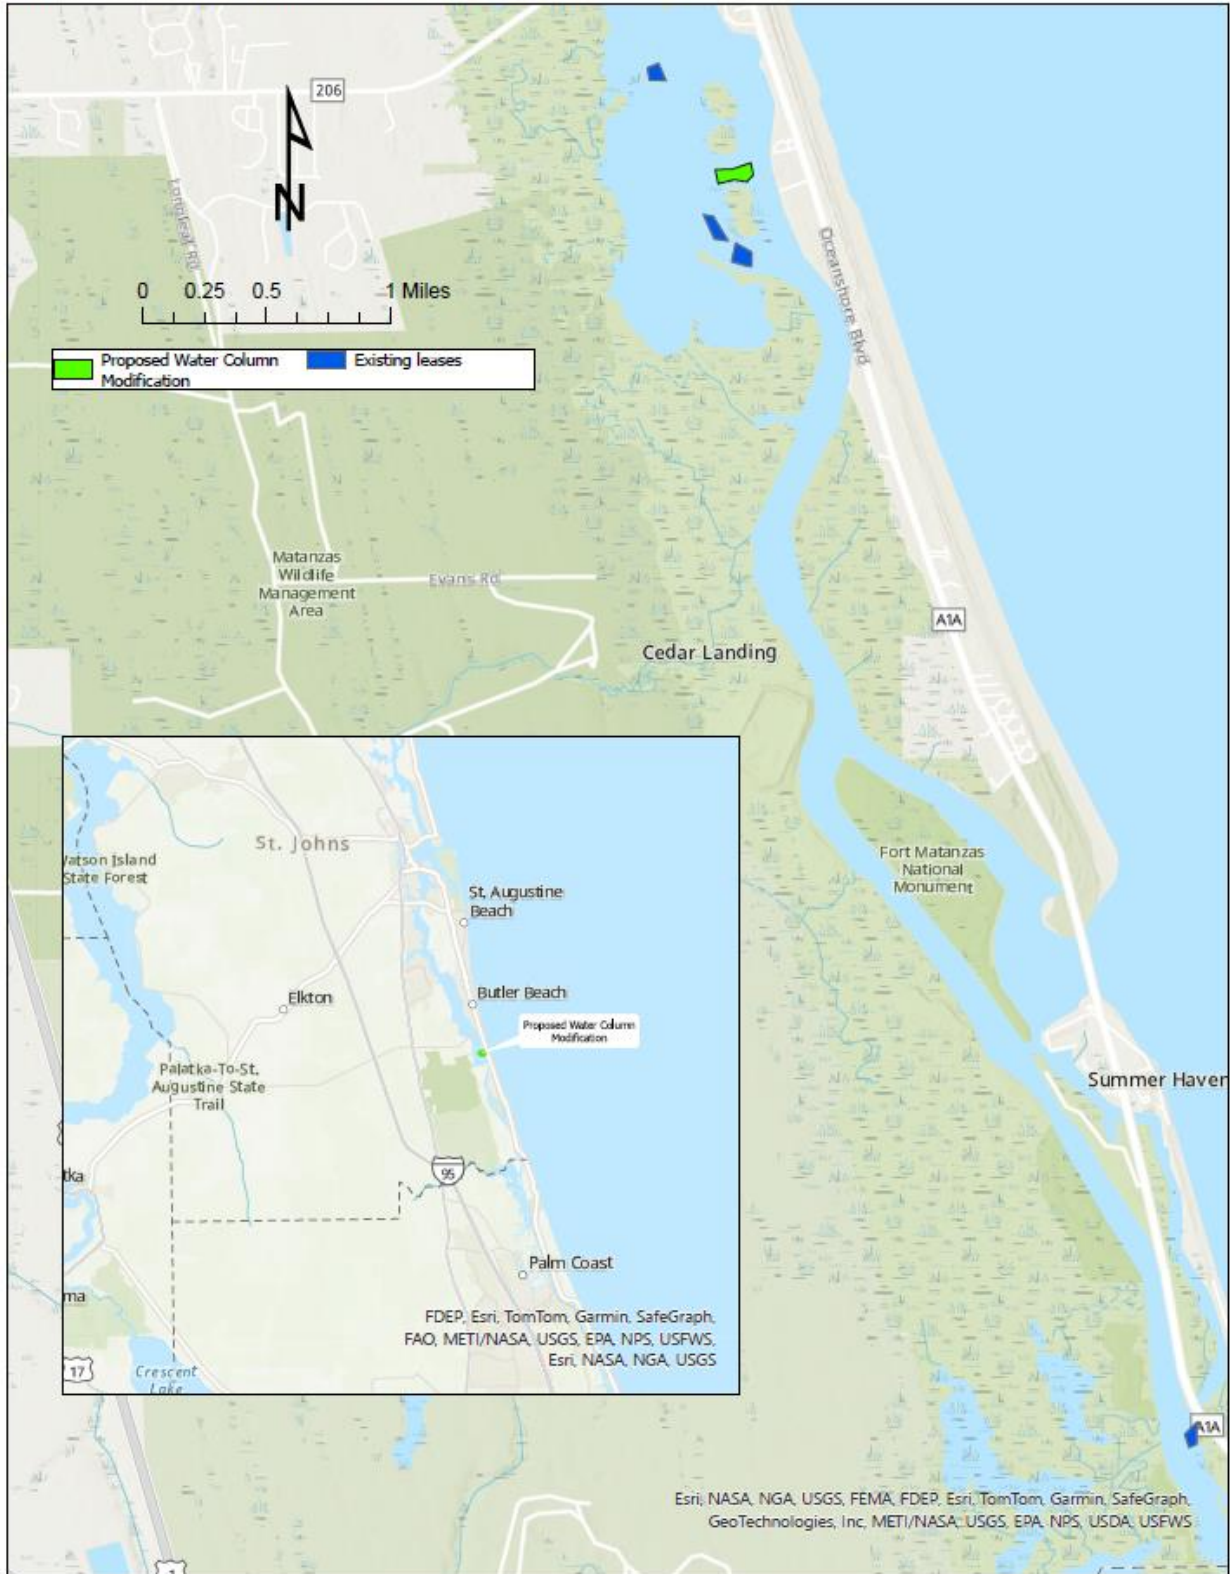 206
N
Longleaf Rd
Oceanshore Blvd
0 0.25 0.5 1 Miles
Proposed Water Column
Modification
Existing leases
Matanzas
Wildlife
Management
Area
Evans Rd
A1A
Cedar Landing
Fort Matanzas
National
Monument
Summer Haven
St. Johns
Watson Island
State Forest
St. Augustine
Beach
Elkton
Butler Beach
Proposed Water Column
Modification
Palatka-To-St.
Augustine State
Trail
95
tka
Palm Coast
ma
FDEP, Esri, TomTom, Garmin, SafeGraph,
FAO, METI/NASA, USGS, EPA, NPS, USFWS,
Esri, NASA, NGA, USGS
17
Crescent
Lake
A1A
Esri, NASA, NGA, USGS, FEMA, FDEP, Esri, TomTom, Garmin, SafeGraph,
GeoTechnologies, Inc, METI/NASA, USGS, EPA, NPS, USDA, USFWS
1